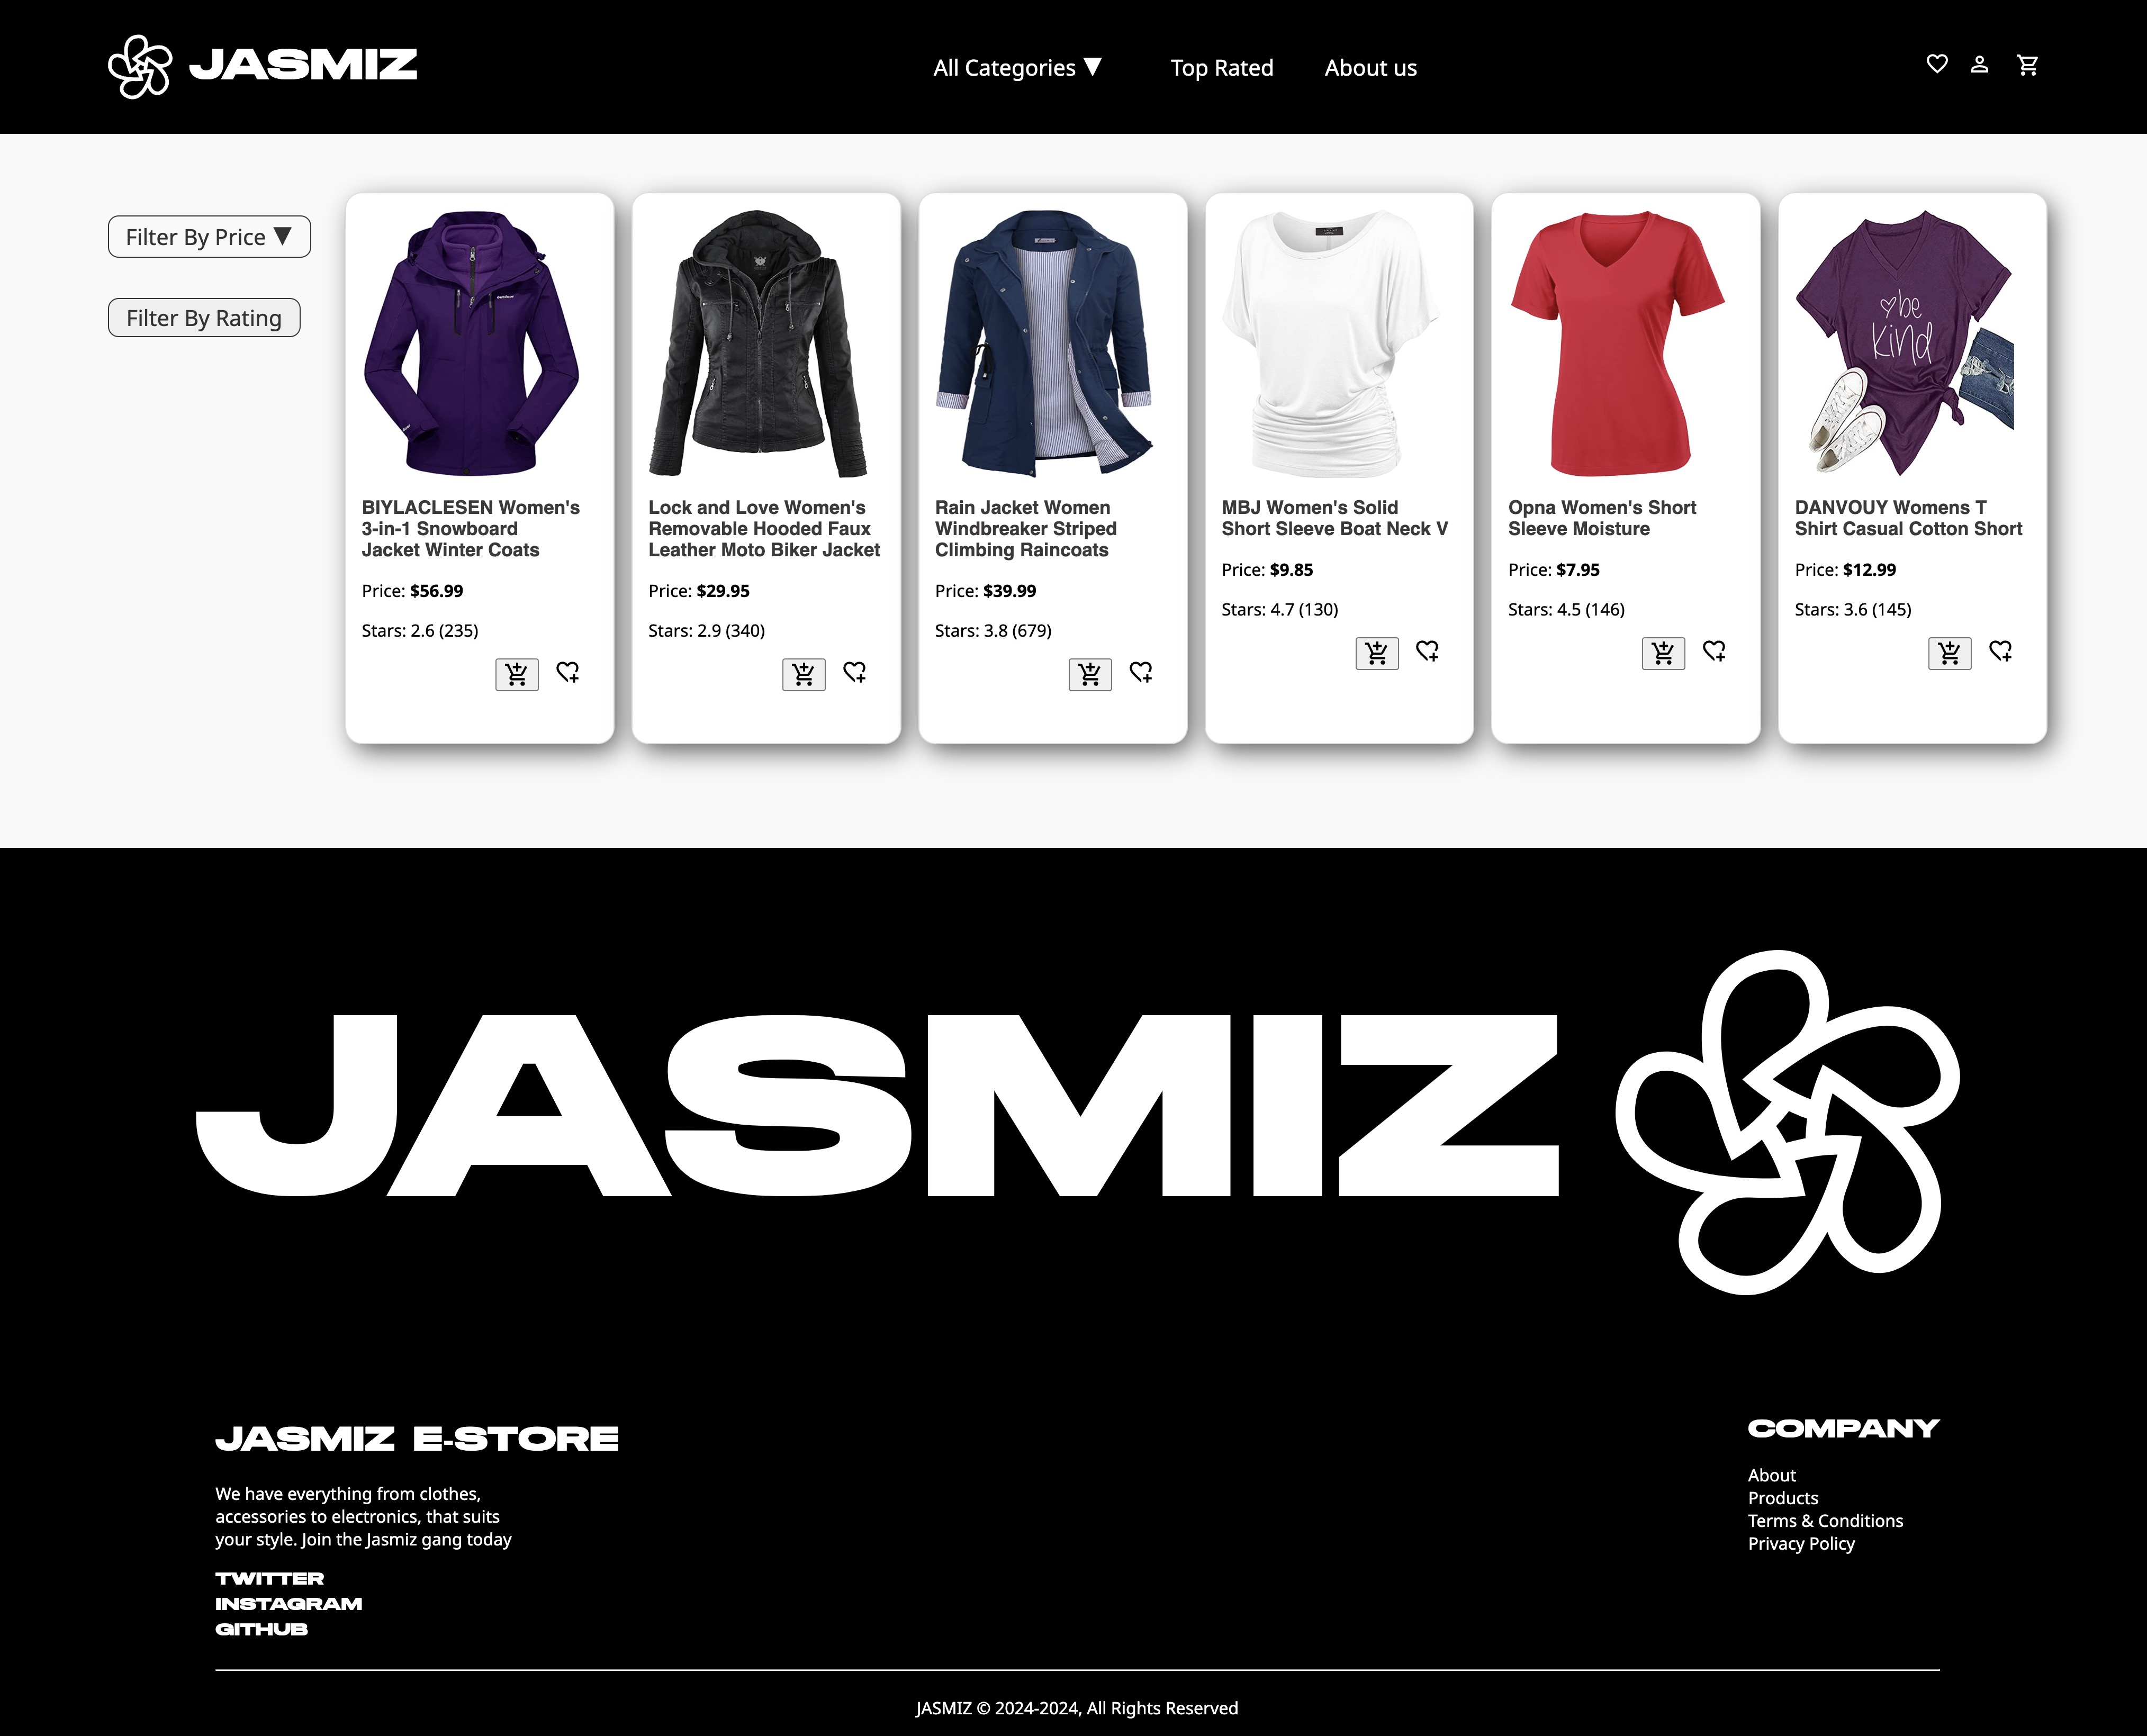 JASMIZ
All Categories ▼
Top Rated
About us
Filter By Price ▼
Filter By Rating
be
kind
BIYLACLESEN Women's
3-in-1 Snowboard
Jacket Winter Coats
Price: $56.99
Stars: 2.6 (235)
Lock and Love Women's
Removable Hooded Faux
Leather Moto Biker Jacket
Price: $29.95
Stars: 2.9 (340)
Rain Jacket Women
Windbreaker Striped
Climbing Raincoats
Price: $39.99
Stars: 3.8 (679)
MBJ Women's Solid
Short Sleeve Boat Neck V
Price: $9.85
Stars: 4.7 (130)
Opna Women's Short
Sleeve Moisture
Price: $7.95
Stars: 4.5 (146)
DANVOUY Womens T
Shirt Casual Cotton Short
Price: $12.99
Stars: 3.6 (145)
JASMIZ
JASMIZ E-STORE
We have everything from clothes,
accessories to electronics, that suits
your style. Join the Jasmiz gang today
TWITTER
INSTAGRAM
GITHUB
COMPANY
About
Products
Terms & Conditions
Privacy Policy
JASMIZ © 2024-2024, All Rights Reserved